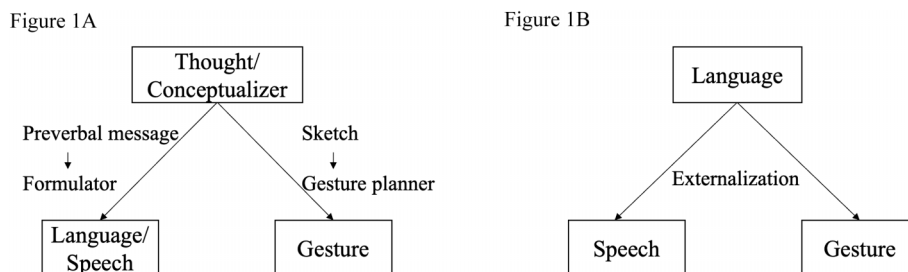 Figure 1A
Thought/
Conceptualizer
Preverbal message
Formulator
Sketch
Gesture planner
Language/
Speech
Gesture
Figure 1B
Language
Externalization
Speech
Gesture